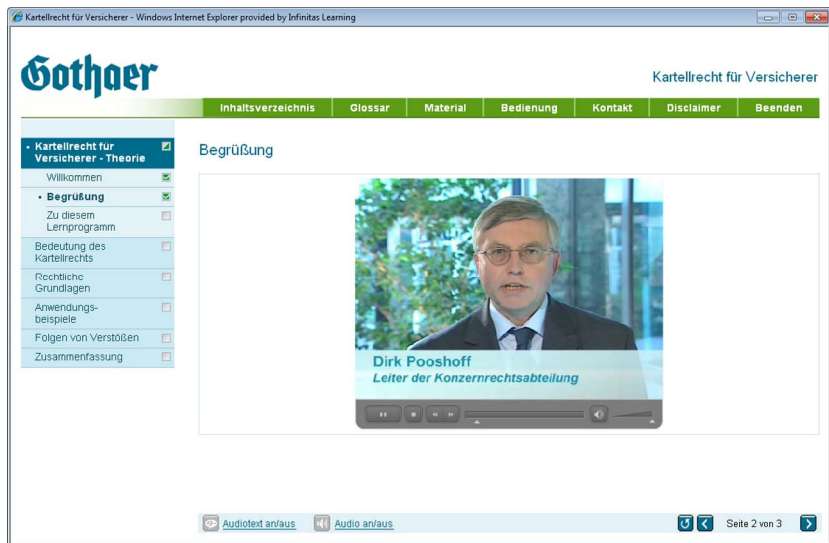 Kartellrecht für Versicherer - Windows Internet Explorer provided by Infinitas Learning
Gothaer
Kartellrecht für Versicherer
Inhaltsverzeichnis Glossar Material Bedienung Kontakt Disclaimer Beenden
Kartellrecht für
Versicherer - Theorie
Willkommen
Begrüßung
Zu diesem
Lernprogramm
Bedeutung des
Kartellrechts
Rechtliche
Grundlagen
Anwendungs-
beispiele
Folgen von Verstößen
Zusammenfassung
Begrüßung
Dirk Pooshoff
Leiter der Konzernrechtsabteilung
Audiotext an/aus Audio an/aus
Seite 2 von 3